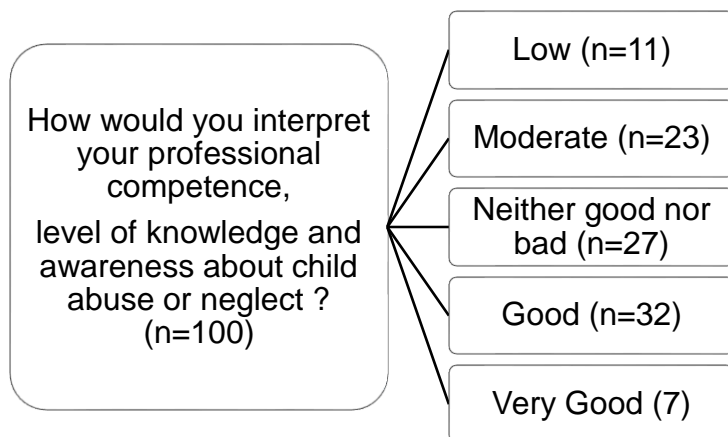 How would you interpret
your professional
competence,
level of knowledge and
awareness about child
abuse or neglect ?
(n=100)
Low (n=11)
Moderate (n=23)
Neither good nor
bad (n=27)
Good (n=32)
Very Good (7)